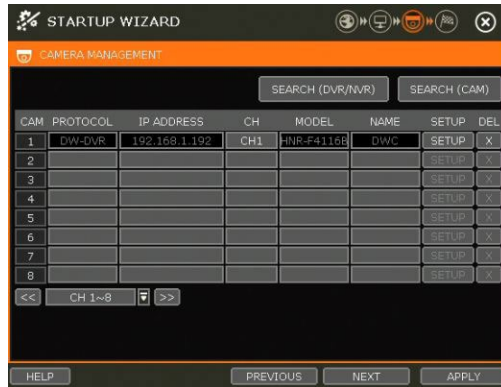 STARTUP WIZARD
CAMERA MANAGEMENT
SEARCH (DVR/NVR) SEARCH (CAM)
CAM PROTOCOL IP ADDRESS CH MODEL NAME SETUP DEL
1 DW-DVR 192.168.1.192 CH1 HNR-F4116B DWC SETUP X
2 SETUP X
3 SETUP X
4 SETUP X
5 SETUP X
6 SETUP X
7 SETUP X
8 SETUP X
<< CH 1~8 >>
HELP PREVIOUS NEXT APPLY